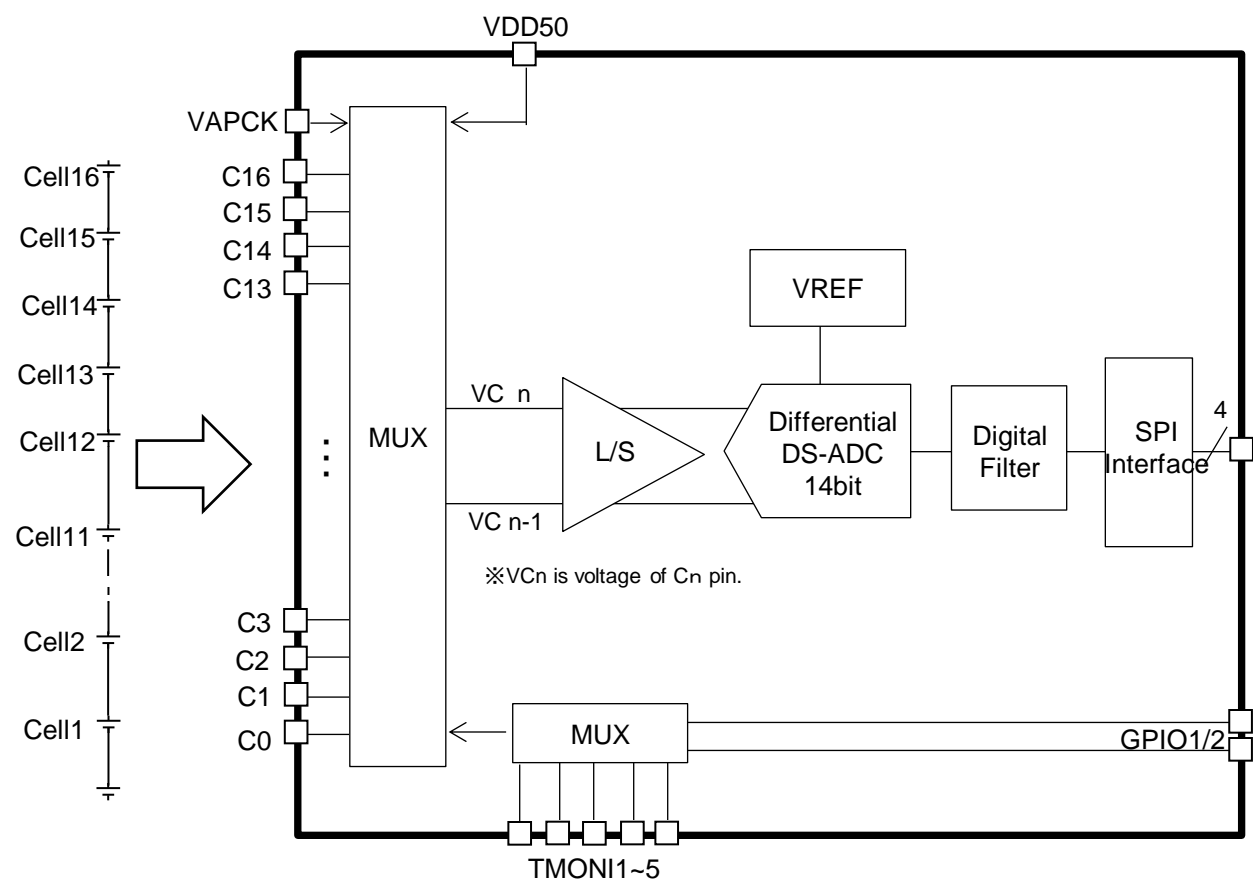 VDD50
VAPCK
Cell16
C16
Cell15
C15
C14
Cell14
C13
VREF
Cell13
VC n
Cell12
MUX
L/S
Differential
DS-ADC
14bit
Digital
Filter
SPI
Interface
4
⋮
VC n-1
Cell11
※VCn is voltage of Cn pin.
C3
Cell2
C2
C1
Cell1
C0
MUX
GPIO1/2
TMONI1~5